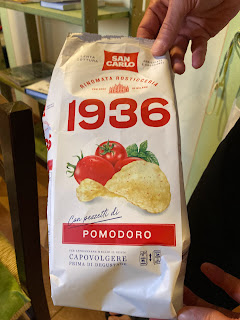 SAN
CARLO
RINOMATA ROSTICCERIA
1936
Con pezzetti di
POMODORO
CAPOVOLGERE
PRIMA DI DEGUSTARE